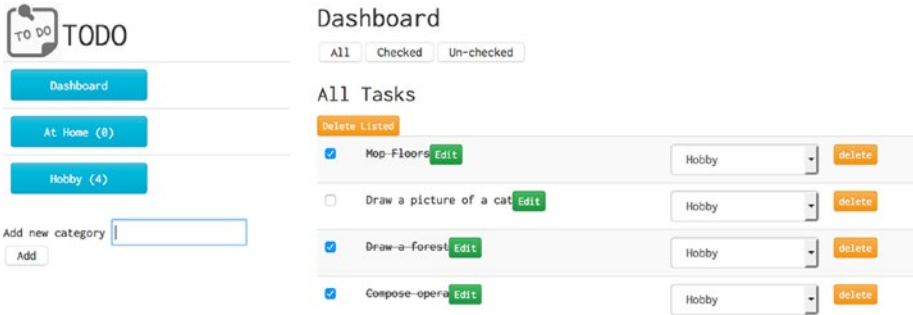 TO DO
TODO
Dashboard
At Home (0)
Hobby (4)
Add new category
Add
Dashboard
All Checked Un-checked
All Tasks
Delete Listed
Mop Floors Edit Hobby delete
Draw a picture of a cat Edit Hobby delete
Draw a forest Edit Hobby delete
Compose opera Edit Hobby delete